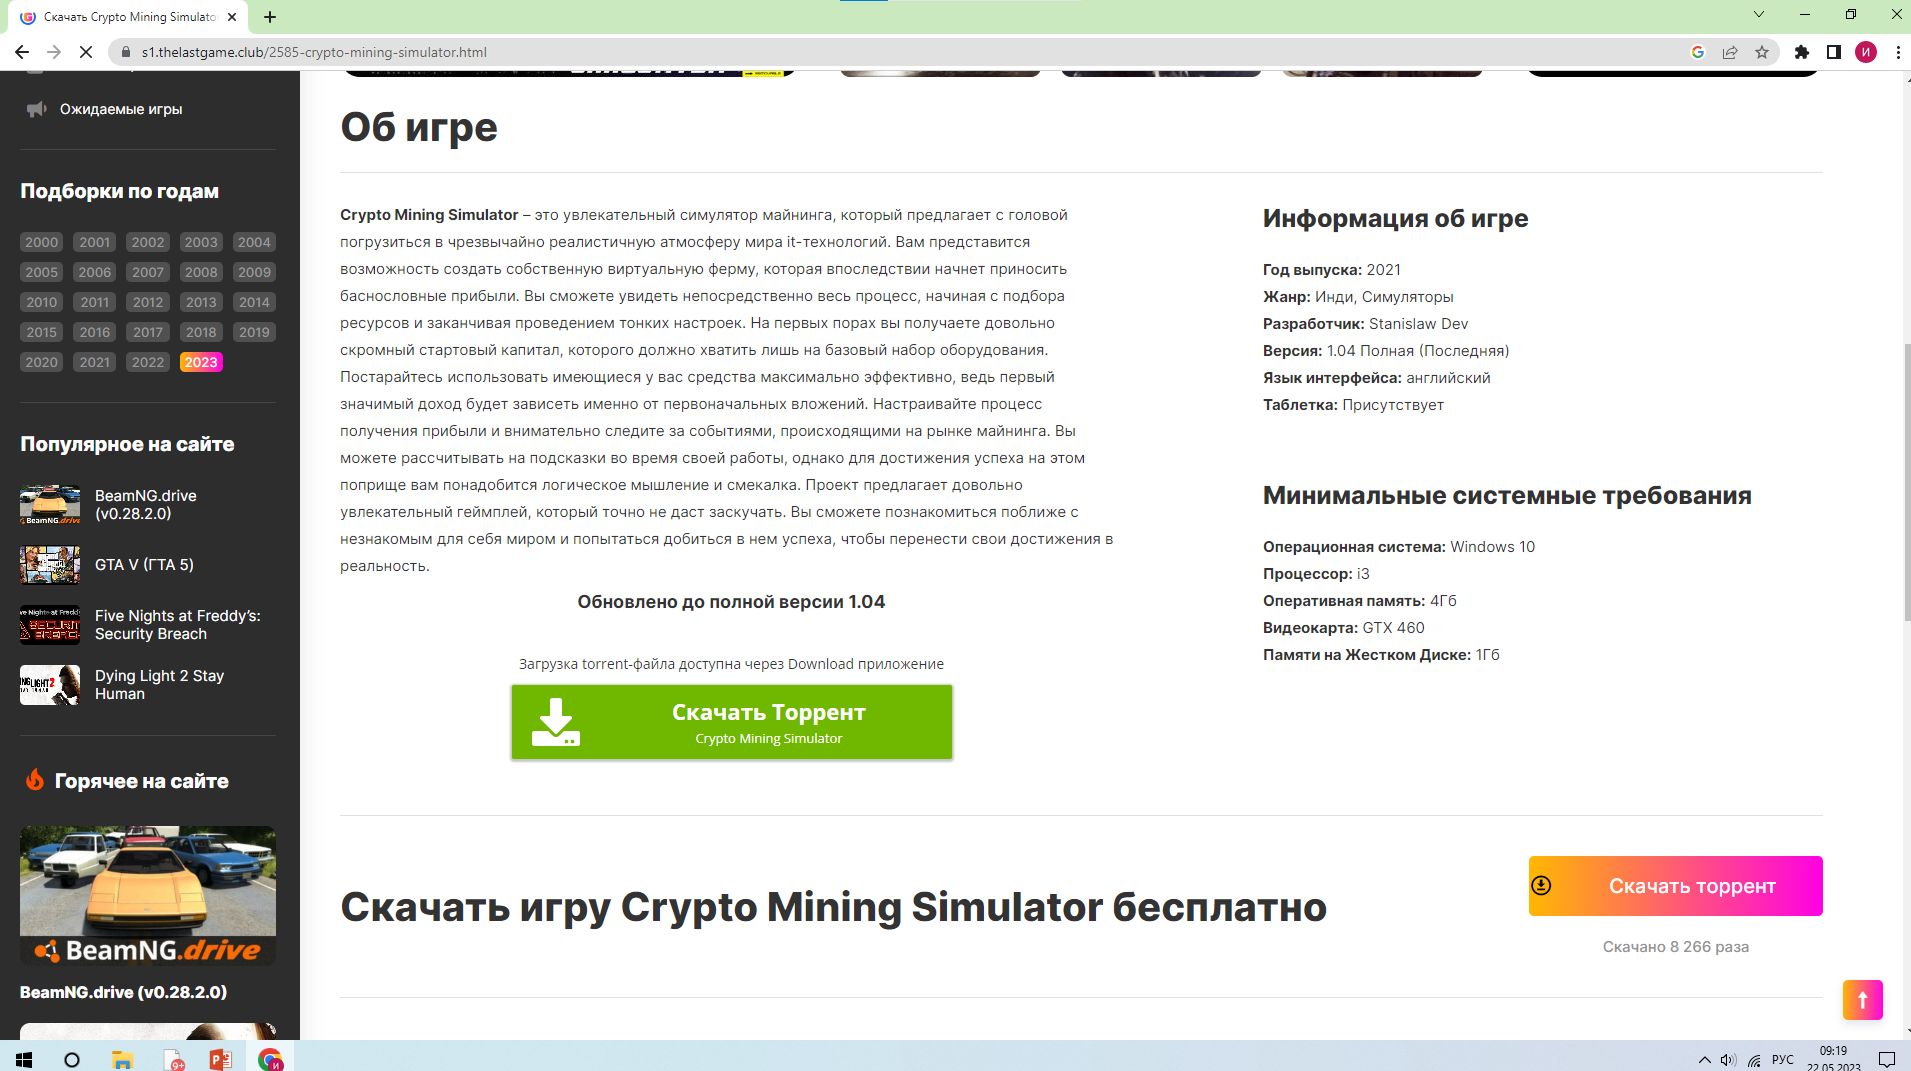 Скачать Crypto Mining Simulator
s1.thelastgame.club/2585-crypto-mining-simulator.html
И
Ожидаемые игры
Подборки по годам
2000 2001 2002 2003 2004
2005 2006 2007 2008 2009
2010 2011 2012 2013 2014
2015 2016 2017 2018 2019
2020 2021 2022 2023
Популярное на сайте
BeamNG.drive
(v0.28.2.0)
GTA V (ГТА 5)
Five Nights at Freddy’s:
Security Breach
Dying Light 2 Stay
Human
Горячее на сайте
BeamNG.drive
BeamNG.drive (v0.28.2.0)
Об игре
Crypto Mining Simulator – это увлекательный симулятор майнинга, который предлагает с головой
погрузиться в чрезвычайно реалистичную атмосферу мира it-технологий. Вам представится
возможность создать собственную виртуальную ферму, которая впоследствии начнет приносить
баснословные прибыли. Вы сможете увидеть непосредственно весь процесс, начиная с подбора
ресурсов и заканчивая проведением тонких настроек. На первых порах вы получаете довольно
скромный стартовый капитал, которого должно хватить лишь на базовый набор оборудования.
Постарайтесь использовать имеющиеся у вас средства максимально эффективно, ведь первый
значимый доход будет зависеть именно от первоначальных вложений. Настраивайте процесс
получения прибыли и внимательно следите за событиями, происходящими на рынке майнинга. Вы
можете рассчитывать на подсказки во время своей работы, однако для достижения успеха на этом
поприще вам понадобится логическое мышление и смекалка. Проект предлагает довольно
увлекательный геймплей, который точно не даст заскучать. Вы сможете познакомиться поближе с
незнакомым для себя миром и попытаться добиться в нем успеха, чтобы перенести свои достижения в
реальность.
Обновлено до полной версии 1.04
Загрузка torrent-файла доступна через Download приложение
Скачать Торрент
Crypto Mining Simulator
Информация об игре
Год выпуска: 2021
Жанр: Инди, Симуляторы
Разработчик: Stanislaw Dev
Версия: 1.04 Полная (Последняя)
Язык интерфейса: английский
Таблетка: Присутствует
Минимальные системные требования
Операционная система: Windows 10
Процессор: i3
Оперативная память: 4Гб
Видеокарта: GTX 460
Памяти на Жестком Диске: 1Гб
Скачать игру Crypto Mining Simulator бесплатно
Скачать торрент
Скачано 8 266 раза
9+
РУС
09:19
22.05.2023